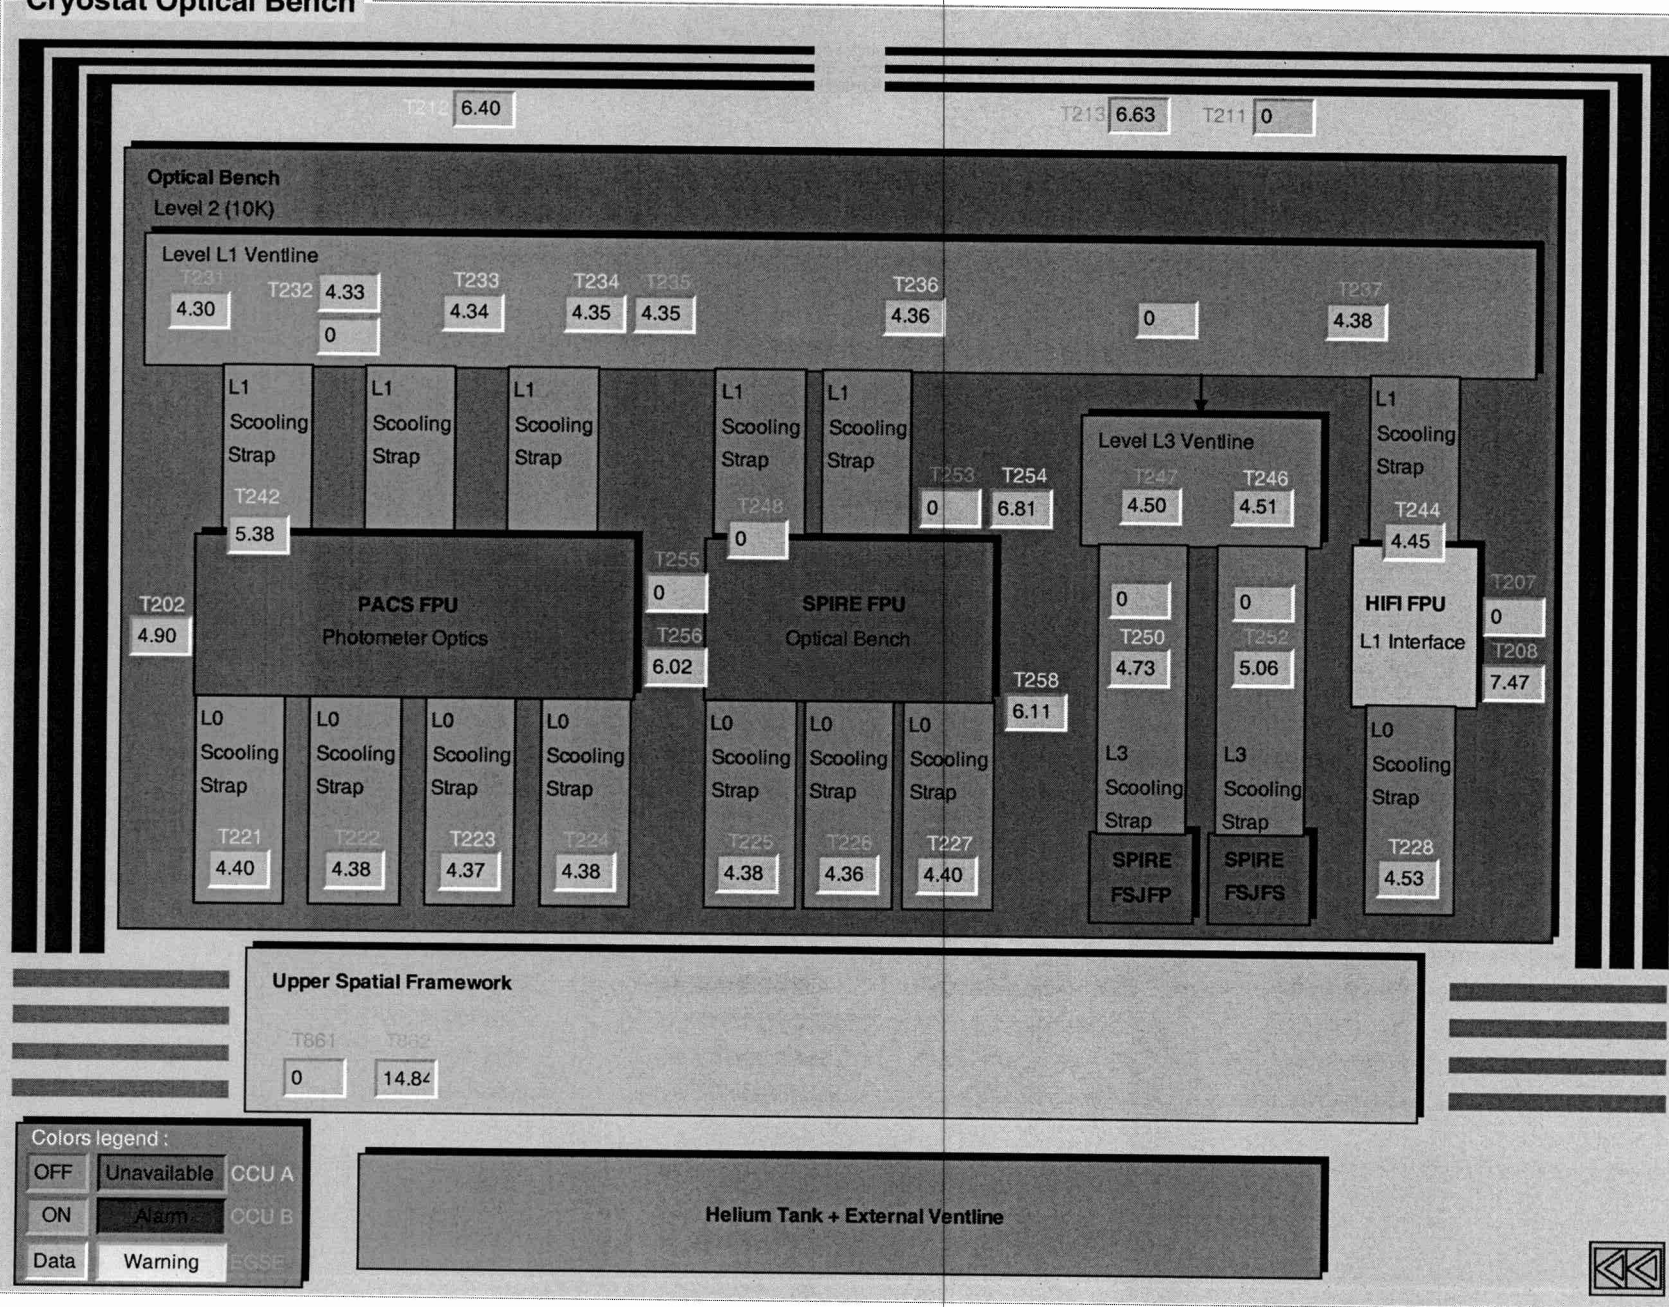 Cryostat Optical Bench
T212 6.40
T213 6.63 T211 0
Optical Bench
Level 2 (10K)
Level L1 Ventline
T231 4.30
T232 4.33
0
T233 4.34
T234 4.35
T235 4.35
T236 4.36
0
T237 4.38
L1
Scooling
Strap
T242
5.38
L1
Scooling
Strap
L1
Scooling
Strap
L1
Scooling
Strap
T248
0
L1
Scooling
Strap
T253 0
T254 6.81
Level L3 Ventline
T247 4.50
T246 4.51
L1
Scooling
Strap
T244
4.45
T202
4.90
PACS FPU
Photometer Optics
T255
0
T256
6.02
SPIRE FPU
Optical Bench
T258
6.11
0
T250
4.73
L3
Scooling
Strap
SPIRE
FSJFP
0
T252
5.06
L3
Scooling
Strap
SPIRE
FSJFS
HIFI FPU
L1 Interface
T207
0
T208
7.47
L0
Scooling
Strap
T221
4.40
L0
Scooling
Strap
T222
4.38
L0
Scooling
Strap
T223
4.37
L0
Scooling
Strap
T224
4.38
L0
Scooling
Strap
T225
4.38
L0
Scooling
Strap
T226
4.36
L0
Scooling
Strap
T227
4.40
L0
Scooling
Strap
T228
4.53
Upper Spatial Framework
T861 T862
0 14.84
Colors legend :
OFF Unavailable CCU A
ON Alarm CCU B
Data Warning EGSE
Helium Tank + External Ventline